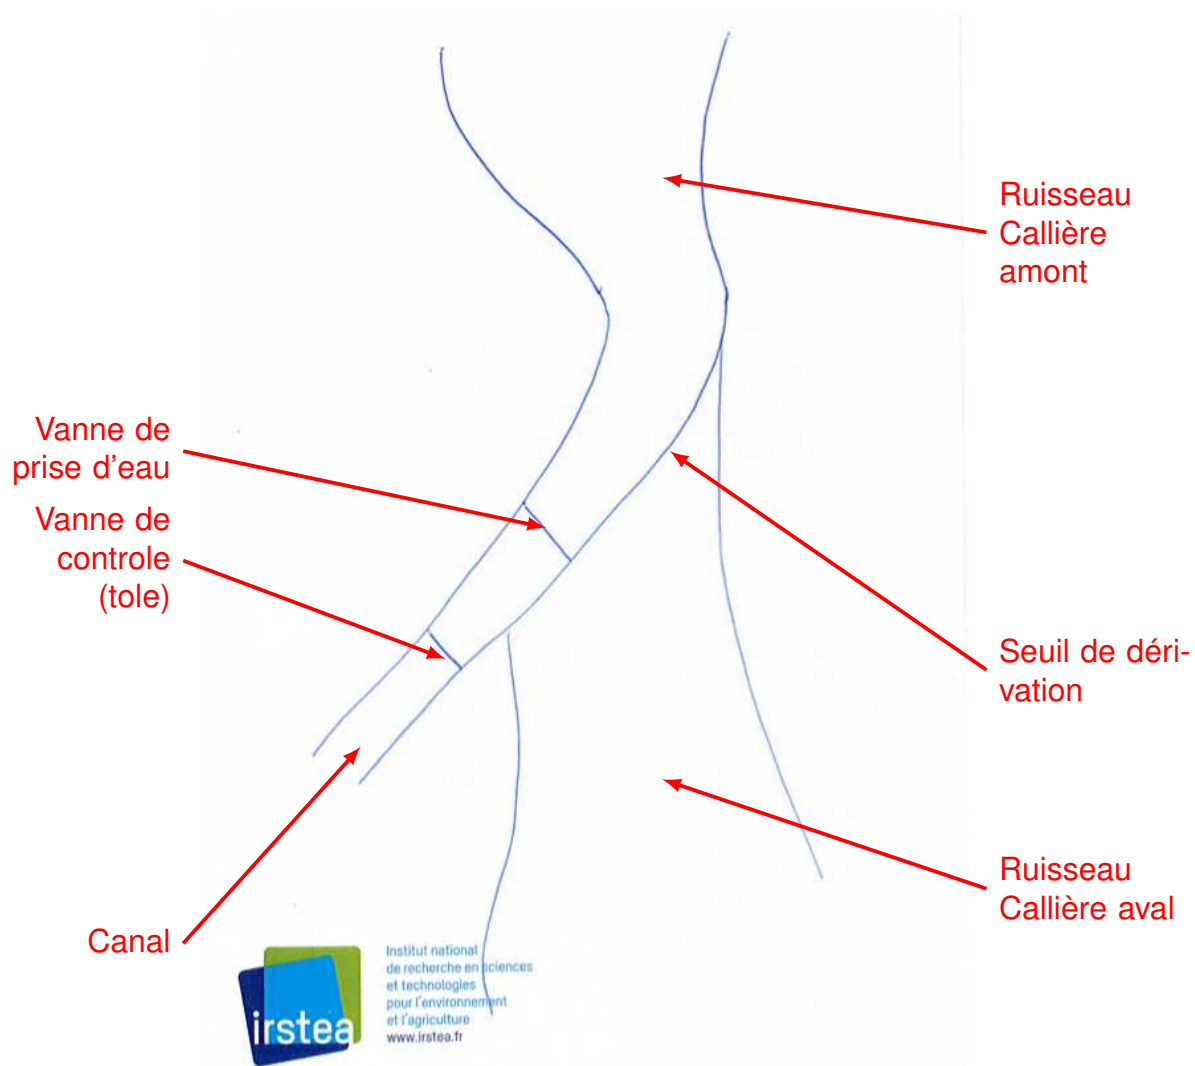 Ruisseau
Callière
amont
Vanne de
prise d'eau
Vanne de
controle
(tole)
Seuil de déri-
vation
Ruisseau
Callière aval
Canal
irstea
Institut national
de recherche en sciences
et technologies
pour l'environnement
et l'agriculture
www.irstea.fr